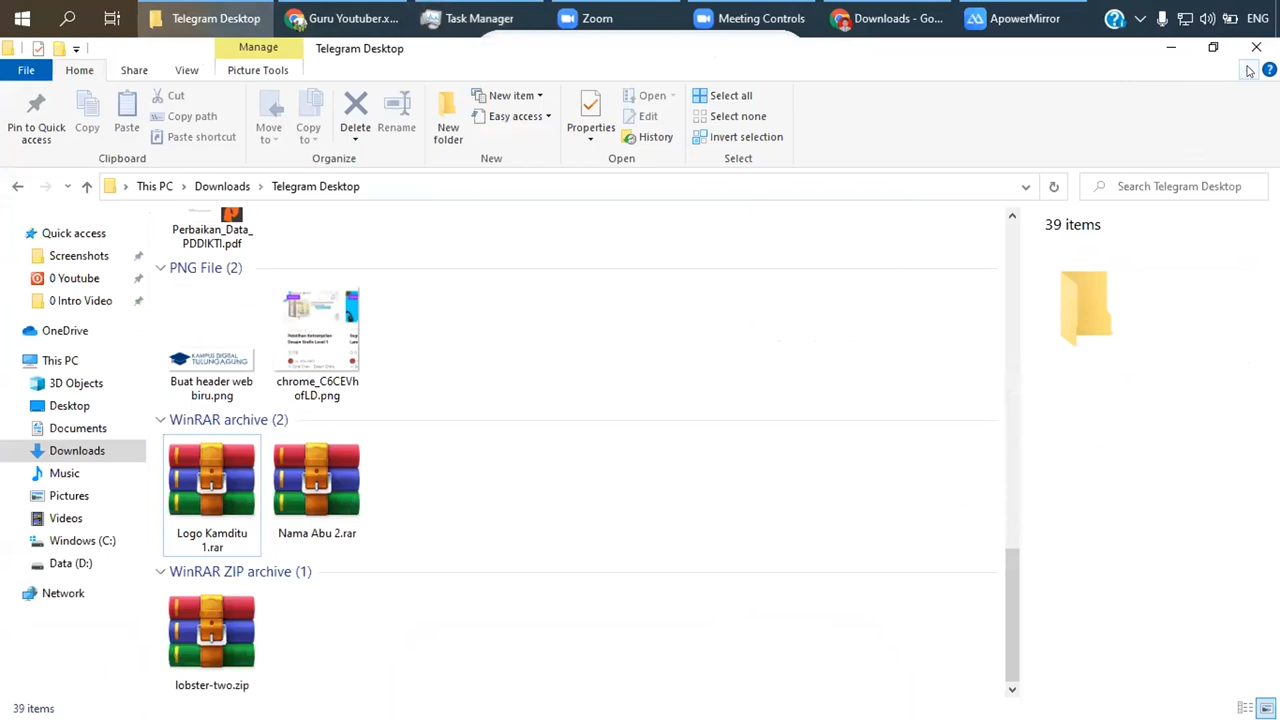 Telegram Desktop
Guru Youtuber.x...
Task Manager
Zoom
Meeting Controls
Downloads - Go...
ApowerMirror
ENG
Manage
Telegram Desktop
File
Home
Share
View
Picture Tools
Pin to Quick access
Copy
Paste
Cut
Copy path
Paste shortcut
Clipboard
Move to
Copy to
Delete
Rename
Organize
New folder
New item
Easy access
New
Properties
Open
Edit
History
Open
Select all
Select none
Invert selection
Select
This PC
Downloads
Telegram Desktop
Search Telegram Desktop
Quick access
Screenshots
0 Youtube
0 Intro Video
OneDrive
This PC
3D Objects
Desktop
Documents
Downloads
Music
Pictures
Videos
Windows (C:)
Data (D:)
Network
Perbaikan_Data_
PDDIKTI.pdf
PNG File (2)
KAMPUS DIGITAL
TULUNGAGUNG
Buat header web
biru.png
chrome_C6CEVh
ofLD.png
WinRAR archive (2)
Logo Kamditu
1.rar
Nama Abu 2.rar
WinRAR ZIP archive (1)
lobster-two.zip
39 items
39 items